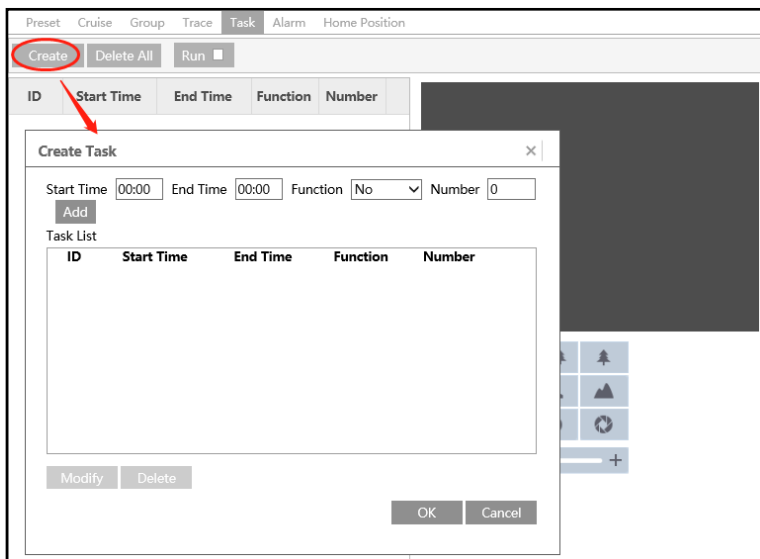 Preset Cruise Group Trace Task Alarm Home Position
Create Delete All Run
ID Start Time End Time Function Number
Create Task ×
Start Time 00:00 End Time 00:00 Function No Number 0
Add
Task List
ID Start Time End Time Function Number
Modify Delete
OK Cancel